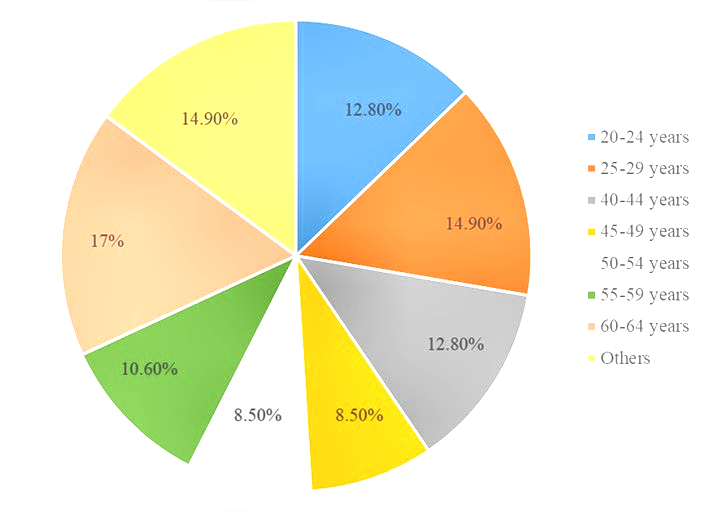 12.80%
14.90%
12.80%
8.50%
8.50%
10.60%
17%
14.90%
20-24 years
25-29 years
40-44 years
45-49 years
50-54 years
55-59 years
60-64 years
Others